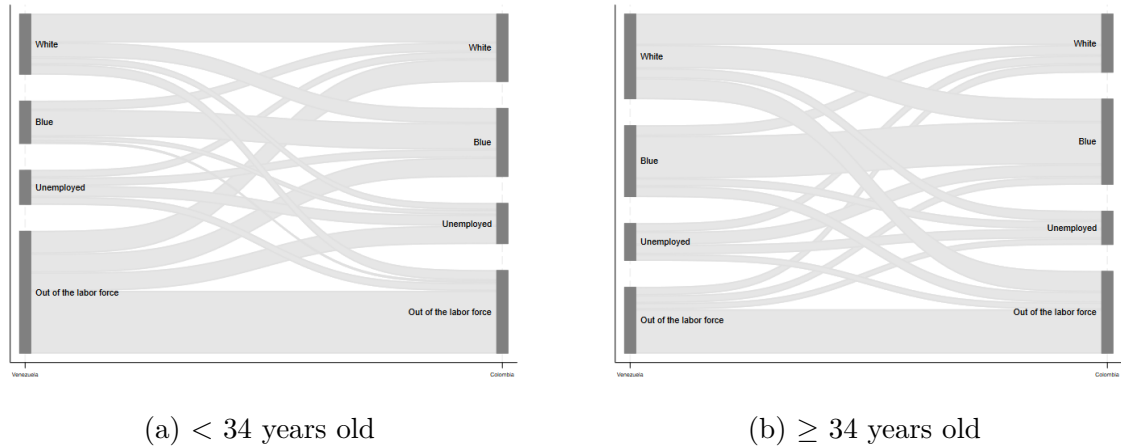 White
Blue
Unemployed
Out of the labor force
White
Blue
Unemployed
Out of the labor force
Venezuela
Colombia
(a) < 34 years old
White
Blue
Unemployed
Out of the labor force
White
Blue
Unemployed
Out of the labor force
Venezuela
Colombia
(b) ≥ 34 years old